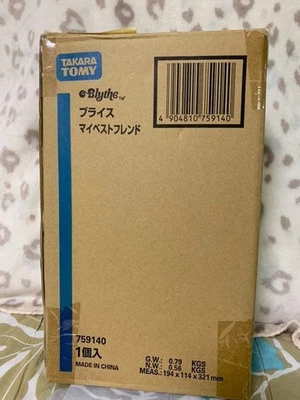 TAKARA
TOMY
Blythe
ブライス
マイベストフレンド
4 904810 759140
759140
1個入
MADE IN CHINA
G.W.: 0.79 KGS
N.W.: 0.56 KGS
MEAS.: 194 x 114 x 321 mm